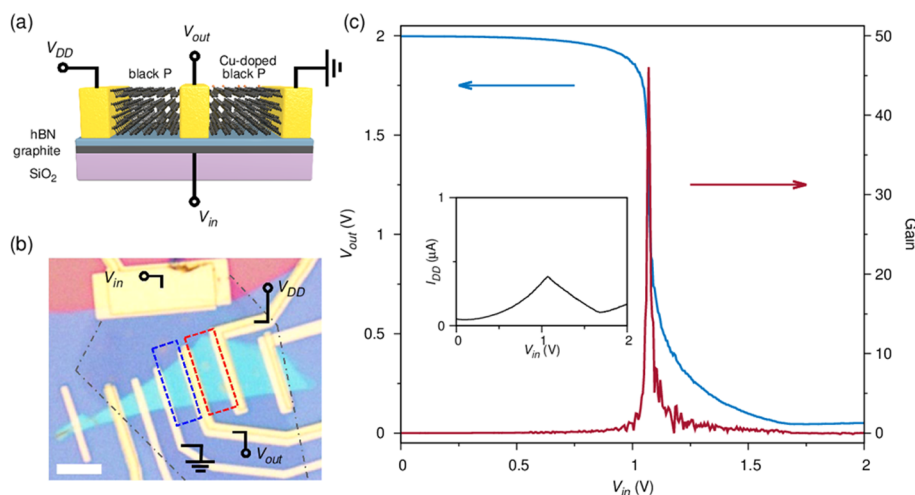 (a)
V_DD
V_out
black P
Cu-doped
black P
hBN
graphite
SiO₂
V_in
(b)
V_in
V_DD
V_out
(c)
2
1.5
1
0.5
0
V_out (V)
0
0.5
1
1.5
2
V_in (V)
50
40
30
20
10
0
Gain
1
0
I_DD (μA)
0
1
2
V_in (V)